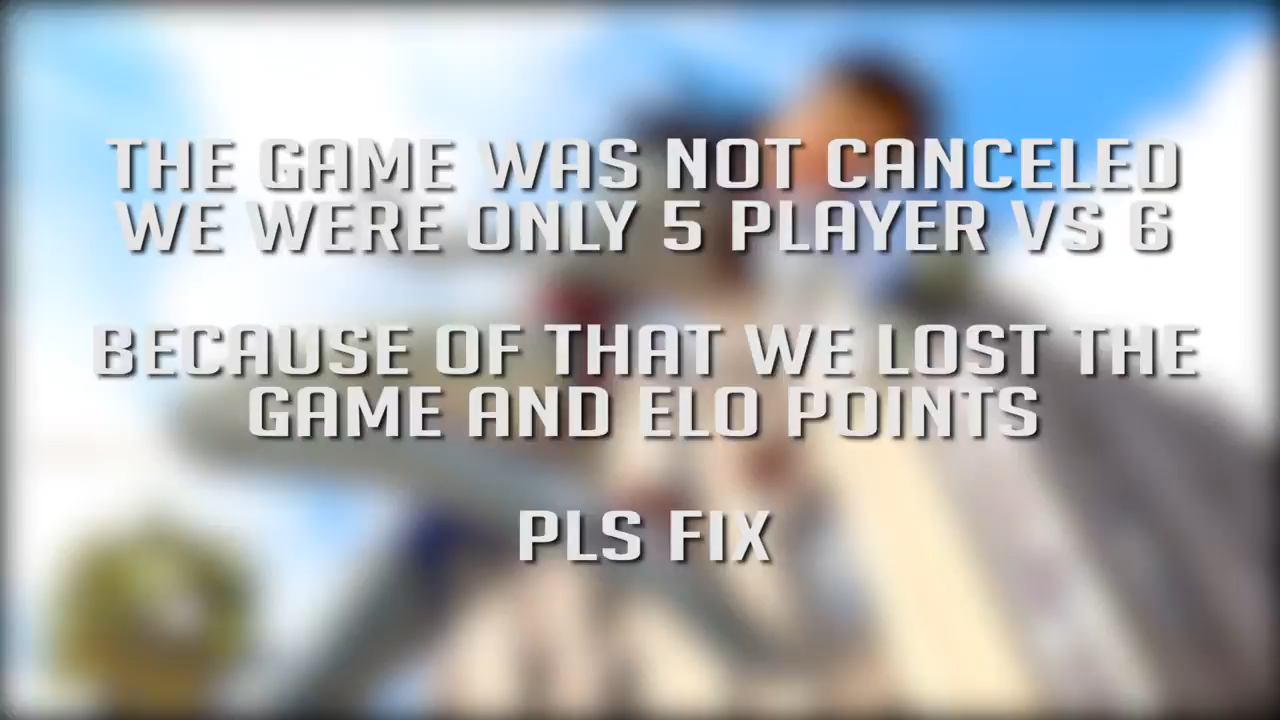 THE GAME WAS NOT CANCELED
WE WERE ONLY 5 PLAYER VS 6
BECAUSE OF THAT WE LOST THE
GAME AND ELO POINTS
PLS FIX